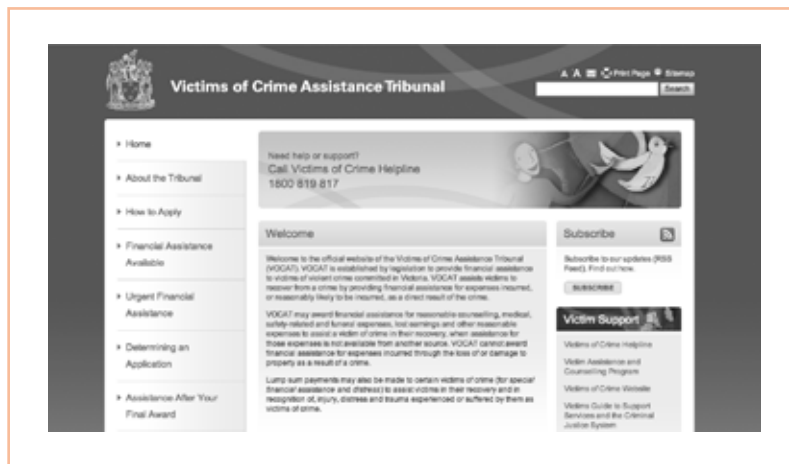 Victims of Crime Assistance Tribunal
A A Print Page Sitemap
Search
Home
About the Tribunal
How to Apply
Financial Assistance
Available
Urgent Financial
Assistance
Determining an
Application
Assistance After Your
Final Award
Need help or support?
Call Victims of Crime Helpline
1800 819 817
Welcome
Welcome to the official website of the Victims of Crime Assistance Tribunal
(VOCAT). VOCAT is established by legislation to provide financial assistance
to victims of violent crime committed in Victoria. VOCAT assists victims to
recover from a crime by providing financial assistance for expenses incurred,
or reasonably likely to be incurred, as a direct result of the crime.
VOCAT may award financial assistance for reasonable counselling, medical,
safety-related and funeral expenses, lost earnings and other reasonable
expenses to assist a victim of crime in their recovery, when assistance for
those expenses is not available from another source. VOCAT cannot award
financial assistance for expenses incurred through the loss of or damage to
property as a result of a crime.
Lump sum payments may also be made to certain victims of crime (for special
financial assistance and distress) to assist victims in their recovery and in
recognition of, injury, distress and trauma experienced or suffered by them as
victims of crime.
Subscribe
Subscribe to our updates (RSS
Feed). Find out how.
SUBSCRIBE
Victim Support
Victims of Crime Helpline
Victim Assistance and
Counselling Program
Victims of Crime Website
Victims Guide to Support
Services and the Criminal
Justice System